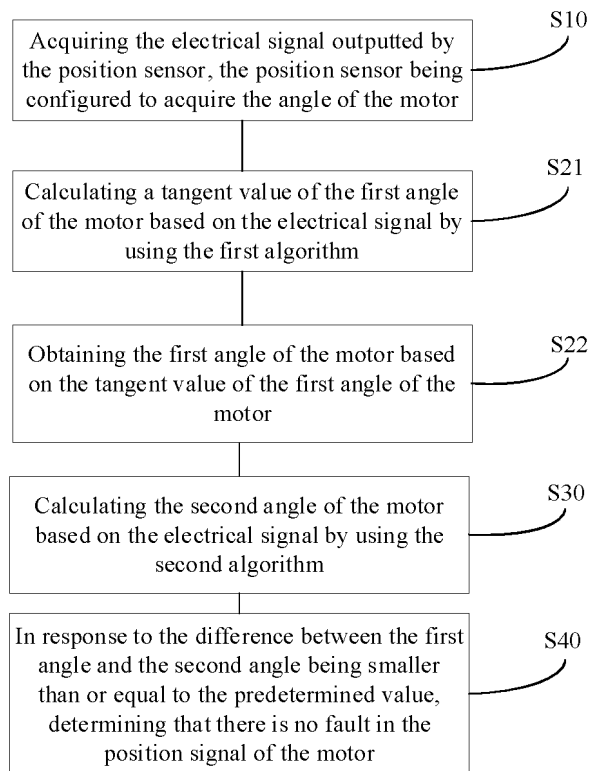 S10
Acquiring the electrical signal outputted by
the position sensor, the position sensor being
configured to acquire the angle of the motor
S21
Calculating a tangent value of the first angle
of the motor based on the electrical signal by
using the first algorithm
S22
Obtaining the first angle of the motor based
on the tangent value of the first angle of the
motor
S30
Calculating the second angle of the motor
based on the electrical signal by using the
second algorithm
S40
In response to the difference between the first
angle and the second angle being smaller
than or equal to the predetermined value,
determining that there is no fault in the
position signal of the motor